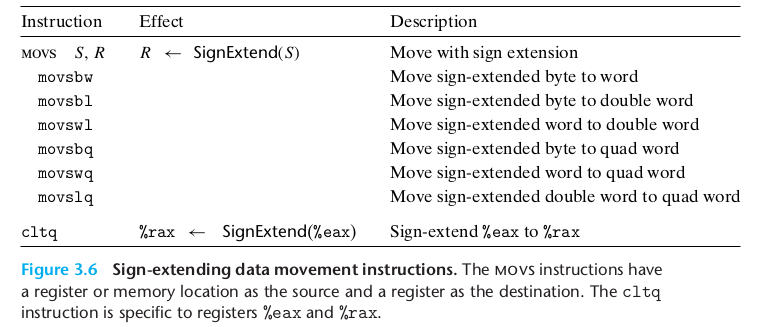 Instruction Effect Description
MOVS S, R R ← SignExtend(S) Move with sign extension
movsbw Move sign-extended byte to word
movsbl Move sign-extended byte to double word
movswl Move sign-extended word to double word
movsbq Move sign-extended byte to quad word
movswq Move sign-extended word to quad word
movslq Move sign-extended double word to quad word
cltq %rax ← SignExtend(%eax) Sign-extend %eax to %rax
Figure 3.6 Sign-extending data movement instructions. The MOVS instructions have
a register or memory location as the source and a register as the destination. The cltq
instruction is specific to registers %eax and %rax.